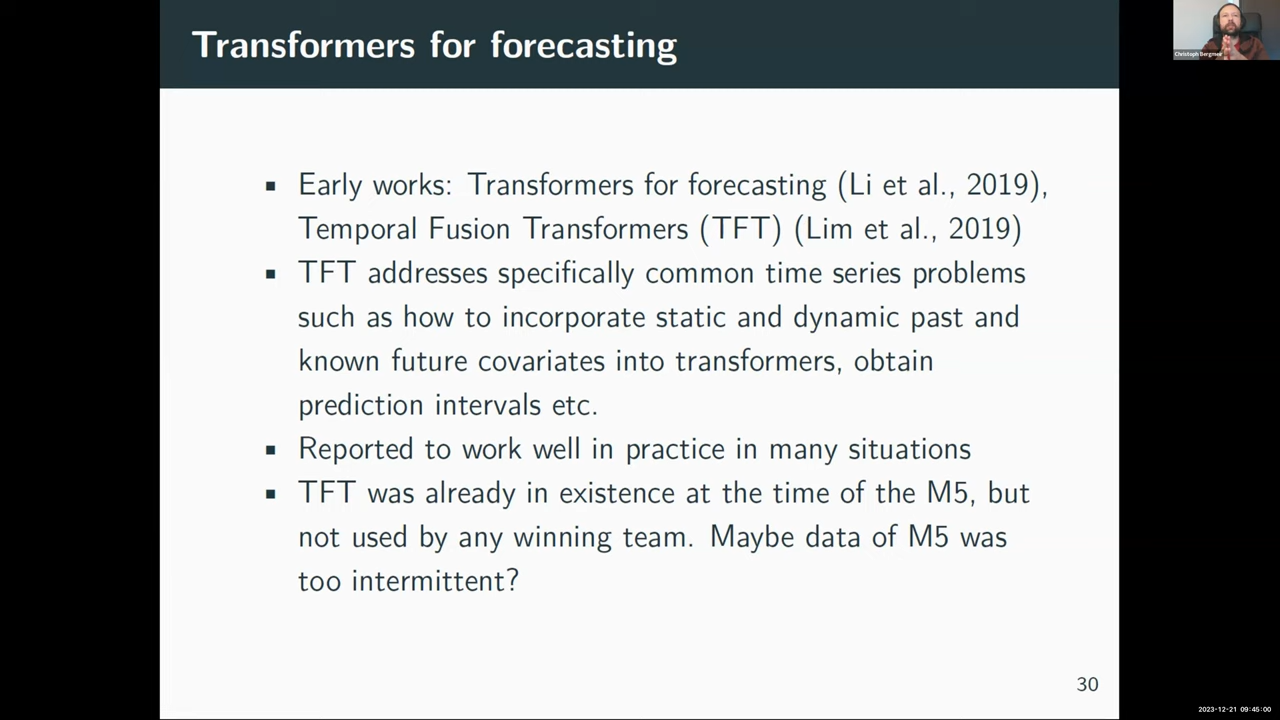 Transformers for forecasting
Christoph Bergmeir
▪ Early works: Transformers for forecasting (Li et al., 2019),
Temporal Fusion Transformers (TFT) (Lim et al., 2019)
▪ TFT addresses specifically common time series problems
such as how to incorporate static and dynamic past and
known future covariates into transformers, obtain
prediction intervals etc.
▪ Reported to work well in practice in many situations
▪ TFT was already in existence at the time of the M5, but
not used by any winning team. Maybe data of M5 was
too intermittent?
30
2023-12-21 09:45:00